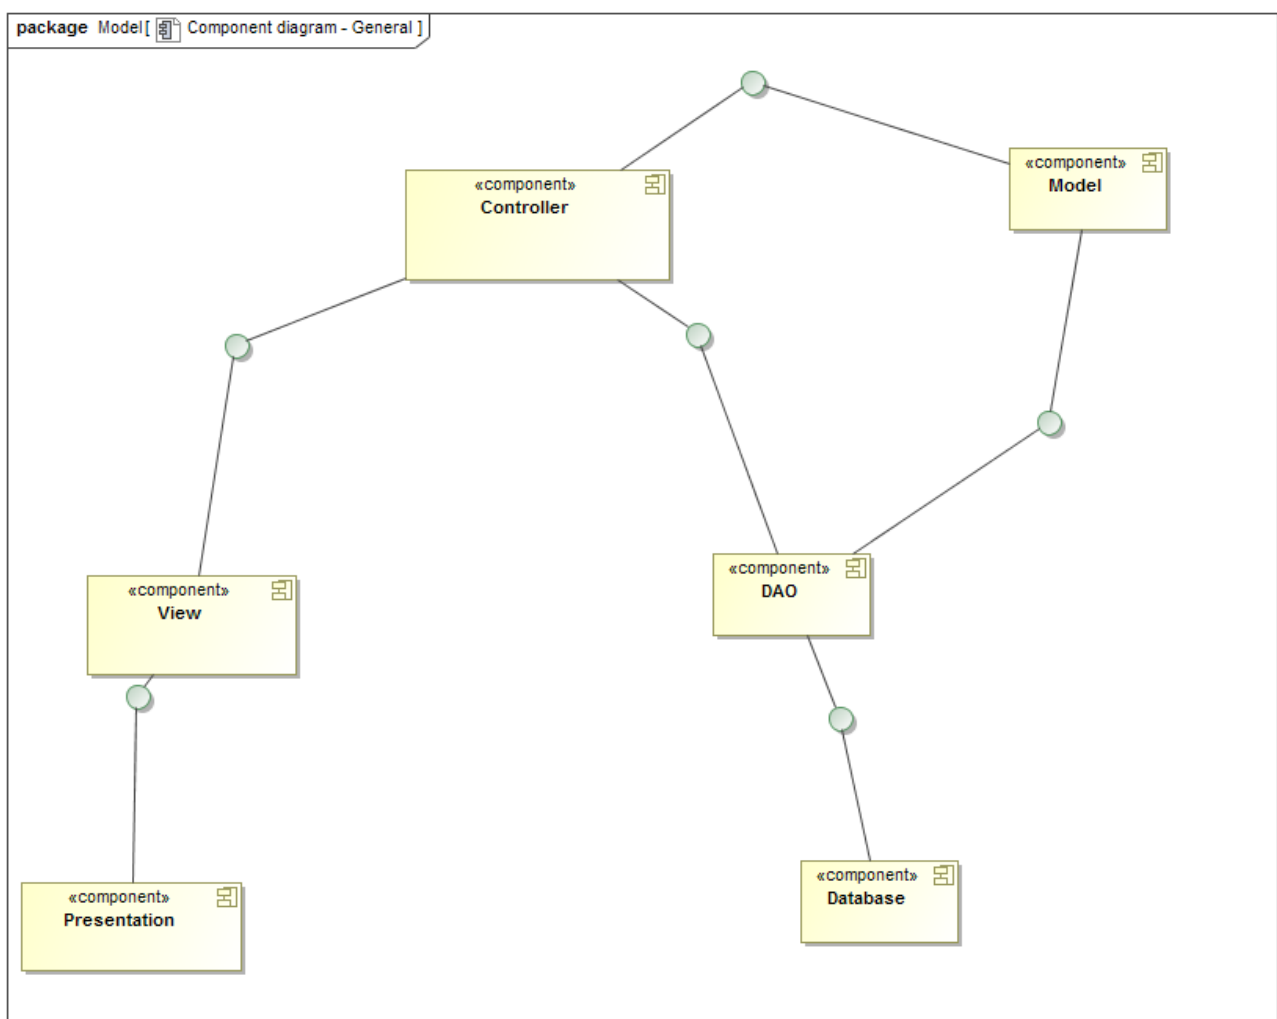 package Model[ Component diagram - General ]
«component»
Controller
«component»
Model
«component»
View
«component»
DAO
«component»
Presentation
«component»
Database